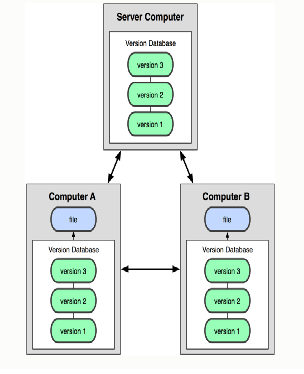 Server Computer
Version Database
version 3
version 2
version 1
Computer A
file
Version Database
version 3
version 2
version 1
Computer B
file
Version Database
version 3
version 2
version 1